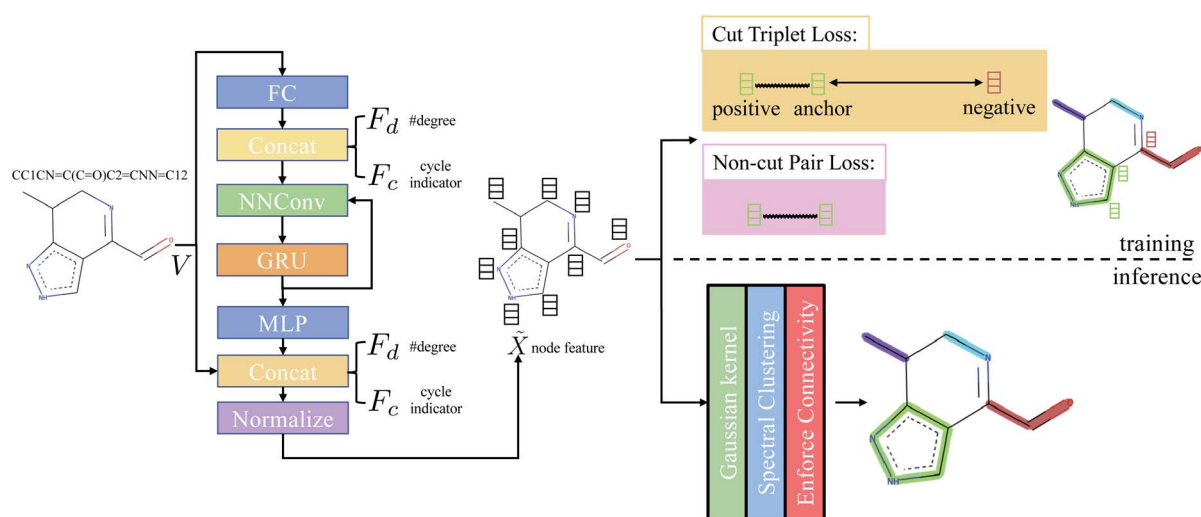 CC1CN=C(C=O)C2=CNN=C12
N
O
N
NH
V
FC
Concat
F_d #degree
F_c cycle
indicator
NNConv
GRU
MLP
Concat
F_d #degree
F_c cycle
indicator
Normalize
N
O
N
NH
X̃ node feature
Cut Triplet Loss:
positive anchor negative
Non-cut Pair Loss:
N
N
NH
training
inference
Gaussian kernel
Spectral Clustering
Enforce Connectivity
N
N
NH